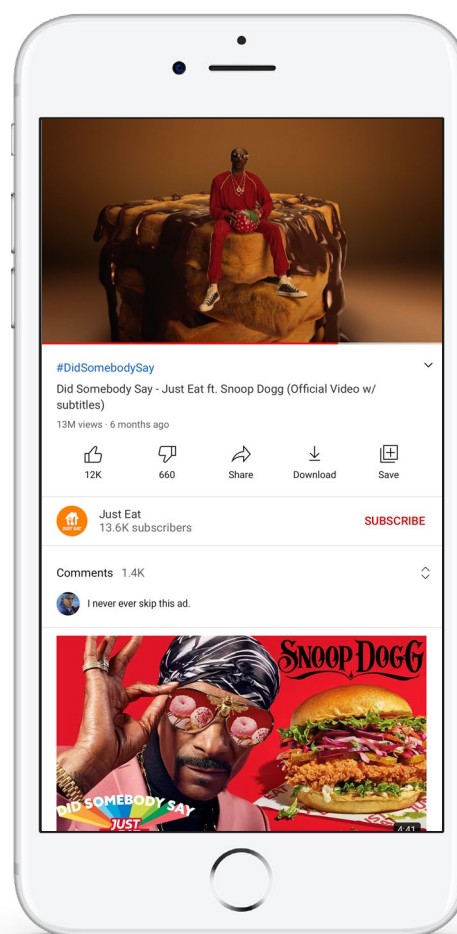 #DidSomebodySay
Did Somebody Say - Just Eat ft. Snoop Dogg (Official Video w/
subtitles)
13M views · 6 months ago
12K
660
Share
Download
Save
JUST EAT
Just Eat
13.6K subscribers
SUBSCRIBE
Comments 1.4K
I never ever skip this ad.
SNOOP DOGG
DID SOMEBODY SAY
JUST
4:41